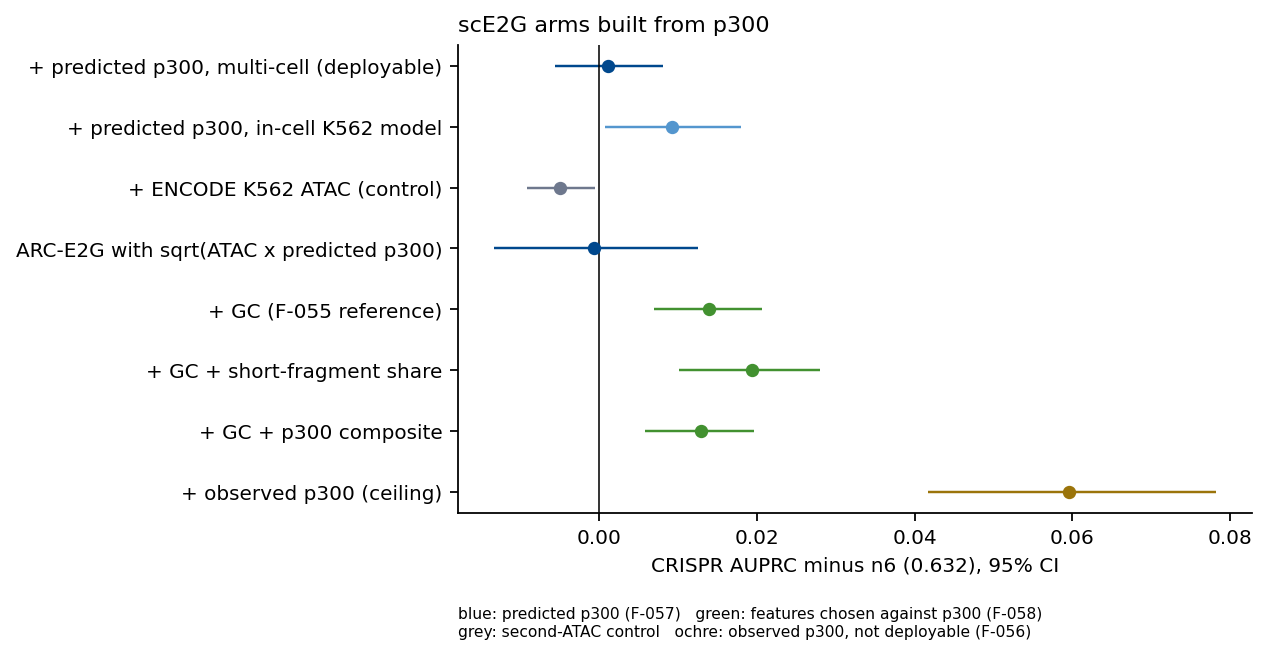 scE2G arms built from p300
+ predicted p300, multi-cell (deployable)
+ predicted p300, in-cell K562 model
+ ENCODE K562 ATAC (control)
ARC-E2G with sqrt(ATAC x predicted p300)
+ GC (F-055 reference)
+ GC + short-fragment share
+ GC + p300 composite
+ observed p300 (ceiling)
0.00 0.02 0.04 0.06 0.08
CRISPR AUPRC minus n6 (0.632), 95% CI
blue: predicted p300 (F-057) green: features chosen against p300 (F-058)
grey: second-ATAC control ochre: observed p300, not deployable (F-056)